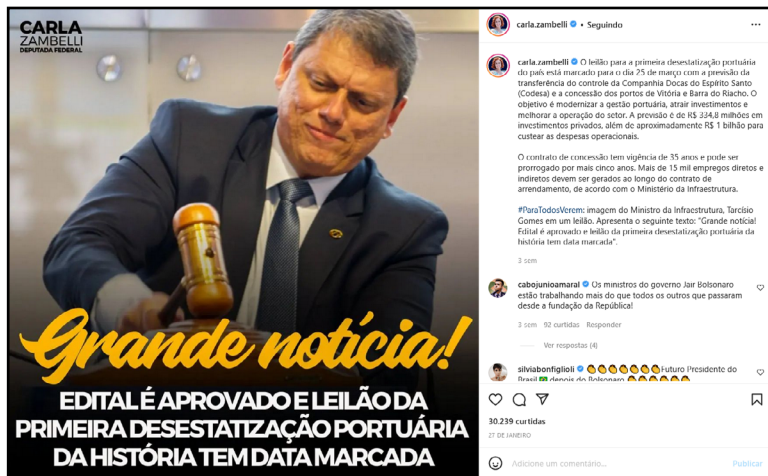 CARLA
ZAMBELLI
DEPUTADA FEDERAL
Grande notícia!
EDITAL É APROVADO E LEILÃO DA
PRIMEIRA DESESTATIZAÇÃO PORTUÁRIA
DA HISTÓRIA TEM DATA MARCADA
carla.zambelli • Seguindo
carla.zambelli O leilão para a primeira desestatização portuária
do país está marcado para o dia 25 de março com a previsão da
transferência do controle da Companhia Docas do Espírito Santo
(Codesa) e a concessão dos portos de Vitória e Barra do Riacho. O
objetivo é modernizar a gestão portuária, atrair investimentos e
melhorar a operação do setor. A previsão é de R$ 334,8 milhões em
investimentos privados, além de aproximadamente R$ 1 bilhão para
custear as despesas operacionais.
O contrato de concessão tem vigência de 35 anos e pode ser
prorrogado por mais cinco anos. Mais de 15 mil empregos diretos e
indiretos devem ser gerados ao longo do contrato de
arrendamento, de acordo com o Ministério da Infraestrutura.
#ParaTodosVerem: imagem do Ministro da Infraestrutura, Tarcísio
Gomes em um leilão. Apresenta o seguinte texto: "Grande notícia!
Edital é aprovado e leilão da primeira desestatização portuária da
história tem data marcada".
3 sem
cabojunioamaral Os ministros do governo Jair Bolsonaro
estão trabalhando mais do que todos os outros que passaram
desde a fundação da República!
3 sem 92 curtidas Responder
Ver respostas (4)
silviabonfiglioli 👏👏👏👏👏👏👏Futuro Presidente do
Brasil ✅ depois do Bolsonaro 👏👏👏👏👏👏
30.239 curtidas
27 DE JANEIRO
Adicione um comentário...
Publicar